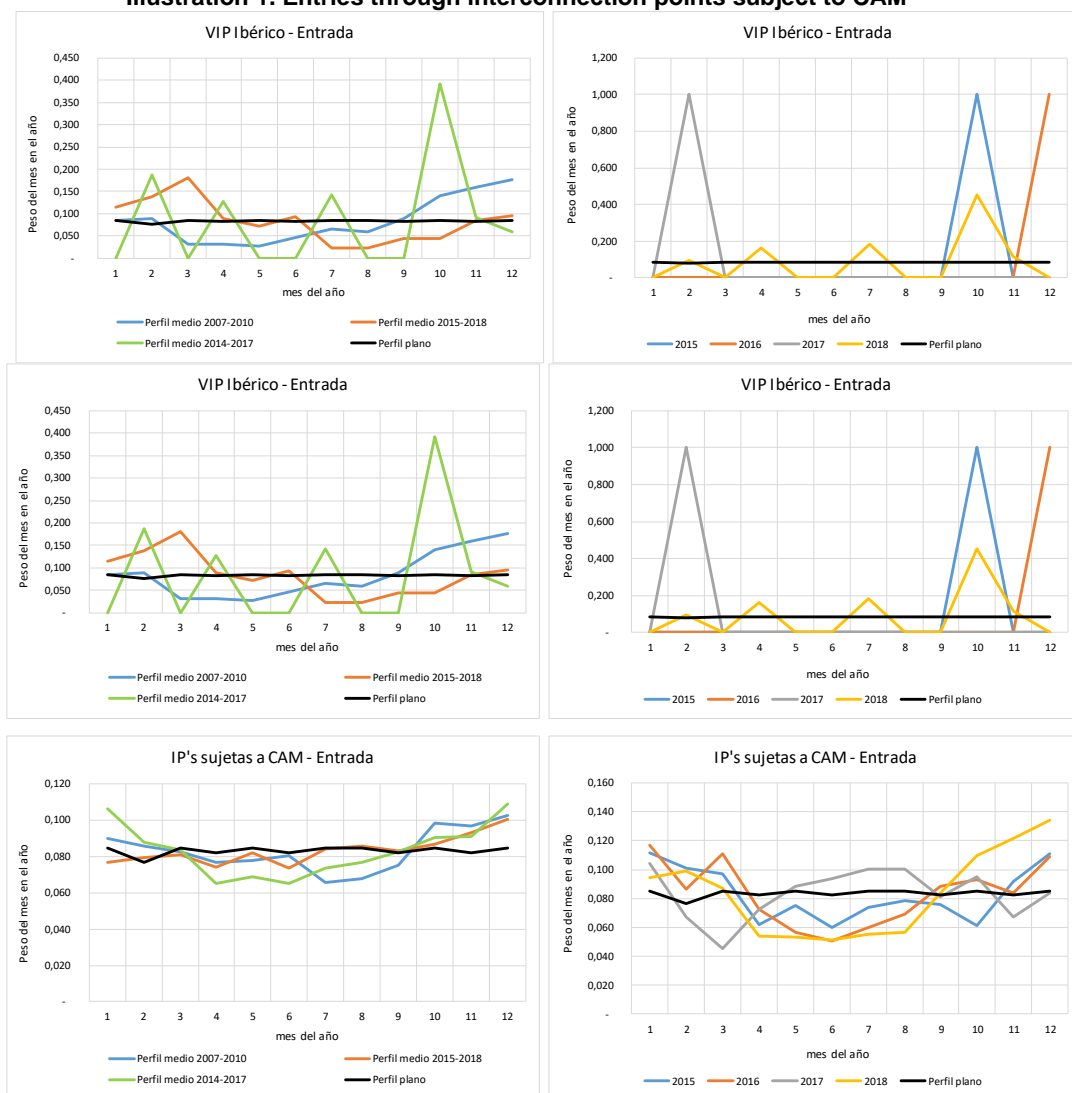 Illustration 1. Entries through interconnection points subject to CAM
VIP Ibérico - Entrada
Peso del mes en el año
0,450
0,400
0,350
0,300
0,250
0,200
0,150
0,100
0,050
-
1 2 3 4 5 6 7 8 9 10 11 12
mes del año
Perfil medio 2007-2010 Perfil medio 2015-2018
Perfil medio 2014-2017 Perfil plano
VIP Ibérico - Entrada
Peso del mes en el año
1,200
1,000
0,800
0,600
0,400
0,200
-
1 2 3 4 5 6 7 8 9 10 11 12
mes del año
2015 2016 2017 2018 Perfil plano
VIP Ibérico - Entrada
Peso del mes en el año
0,450
0,400
0,350
0,300
0,250
0,200
0,150
0,100
0,050
-
1 2 3 4 5 6 7 8 9 10 11 12
mes del año
Perfil medio 2007-2010 Perfil medio 2015-2018
Perfil medio 2014-2017 Perfil plano
VIP Ibérico - Entrada
Peso del mes en el año
1,200
1,000
0,800
0,600
0,400
0,200
-
1 2 3 4 5 6 7 8 9 10 11 12
mes del año
2015 2016 2017 2018 Perfil plano
IP's sujetas a CAM - Entrada
Peso del mes en el año
0,120
0,100
0,080
0,060
0,040
0,020
-
1 2 3 4 5 6 7 8 9 10 11 12
mes del año
Perfil medio 2007-2010 Perfil medio 2015-2018
Perfil medio 2014-2017 Perfil plano
IP's sujetas a CAM - Entrada
Peso del mes en el año
0,160
0,140
0,120
0,100
0,080
0,060
0,040
0,020
-
1 2 3 4 5 6 7 8 9 10 11 12
mes del año
2015 2016 2017 2018 Perfil plano